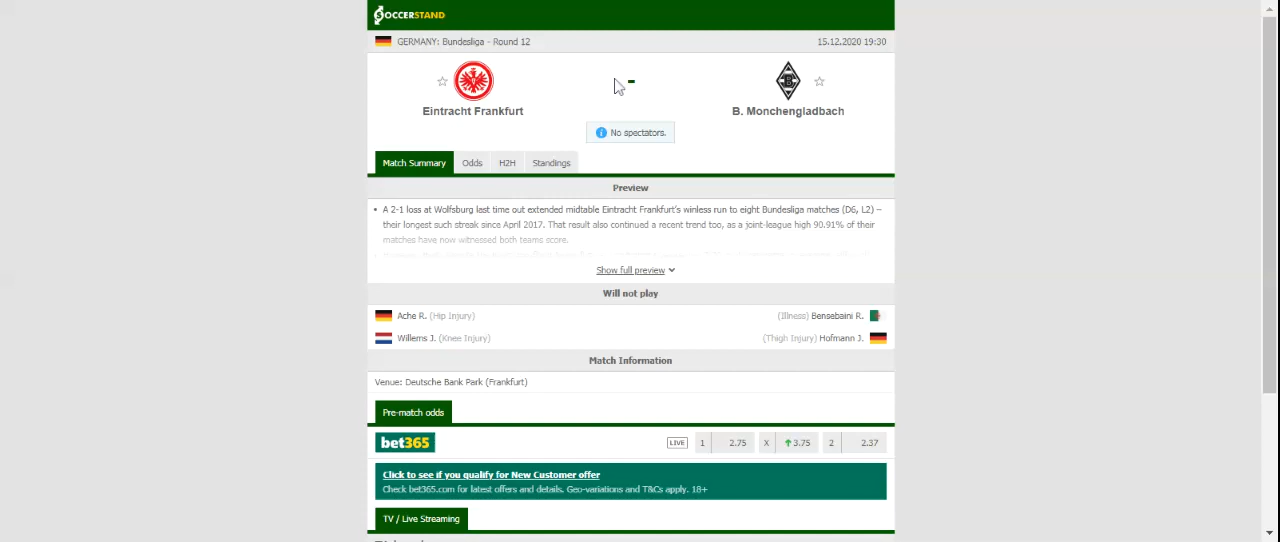 SOCCERSTAND
GERMANY: Bundesliga - Round 12 15.12.2020 19:30
-
Eintracht Frankfurt B. Monchengladbach
No spectators.
Match Summary Odds H2H Standings
Preview
• A 2-1 loss at Wolfsburg last time out extended midtable Eintracht Frankfurt's winless run to eight Bundesliga matches (D6, L2) –
their longest such streak since April 2017. That result also continued a recent trend too, as a joint-league high 90.91% of their
matches have now witnessed both teams score.
Show full preview
Will not play
Ache R. (Hip Injury) (Illness) Bensebaini R.
Willems J. (Knee Injury) (Thigh Injury) Hofmann J.
Match Information
Venue: Deutsche Bank Park (Frankfurt)
Pre-match odds
bet365 LIVE 1 2.75 X 3.75 2 2.37
Click to see if you qualify for New Customer offer
Check bet365.com for latest offers and details. Geo-variations and T&Cs apply. 18+
TV / Live Streaming